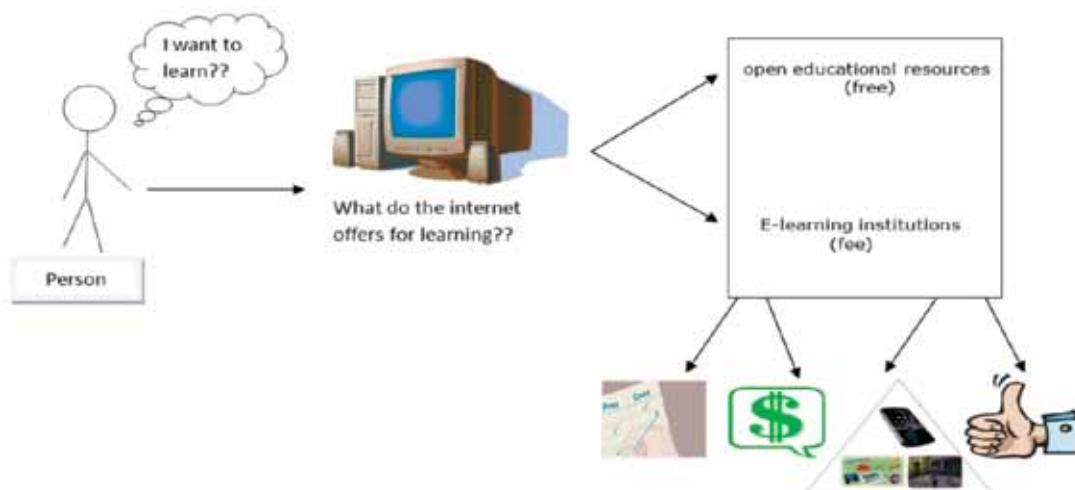 I want to
learn??
Person
What do the internet
offers for learning??
open educational resources
(free)
E-learning institutions
(fee)
$